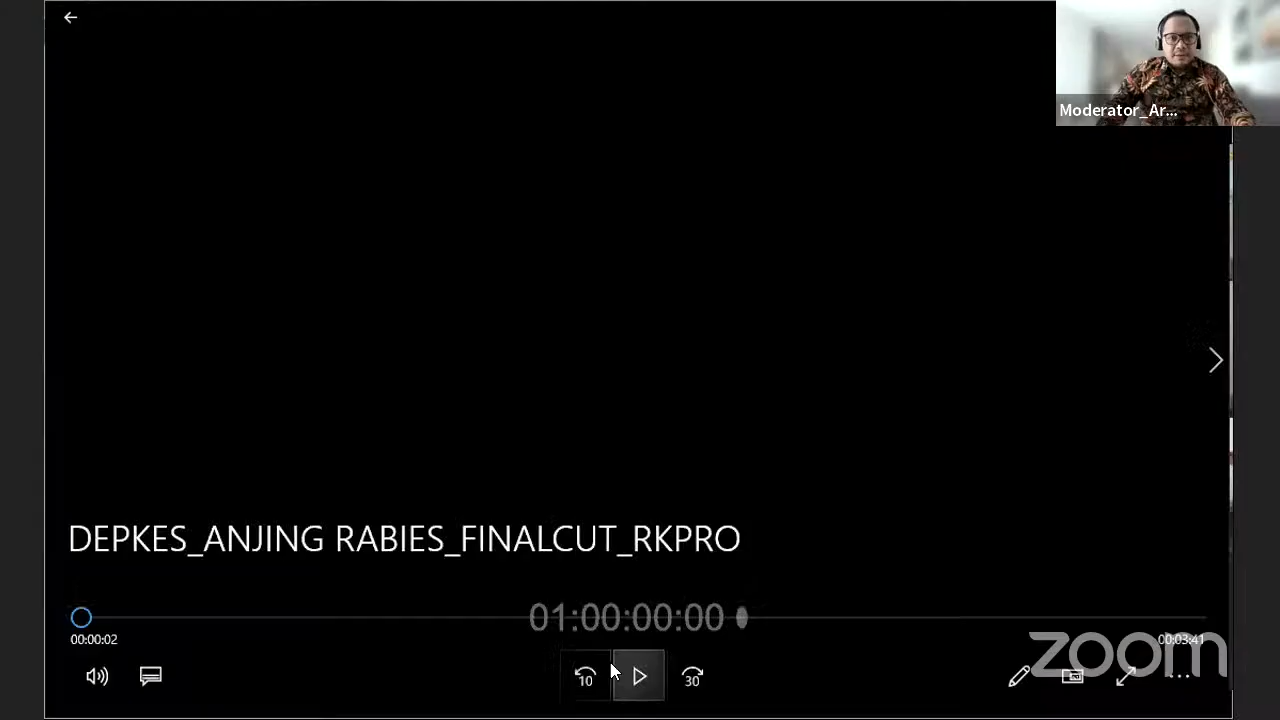 Moderator_Ar...
DEPKES_ANJING RABIES_FINALCUT_RKPRO
01:00:00:00
00:00:02
00:03:41
10
30
zoom